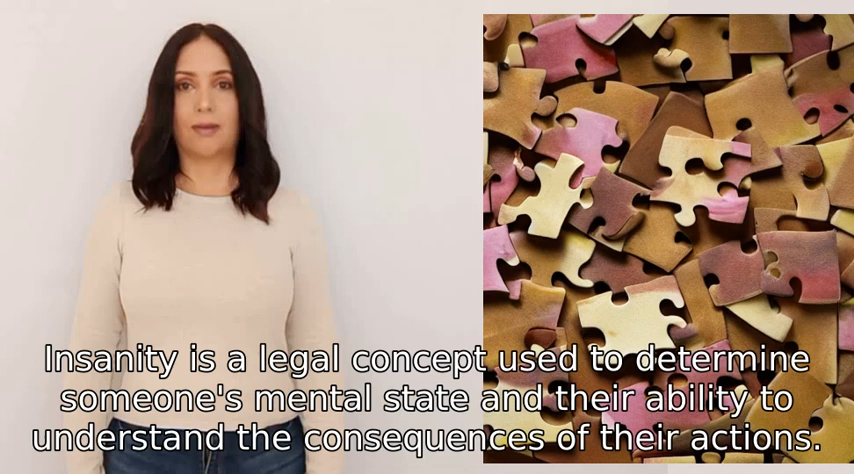 Insanity is a legal concept used to determine
someone's mental state and their ability to
understand the consequences of their actions.